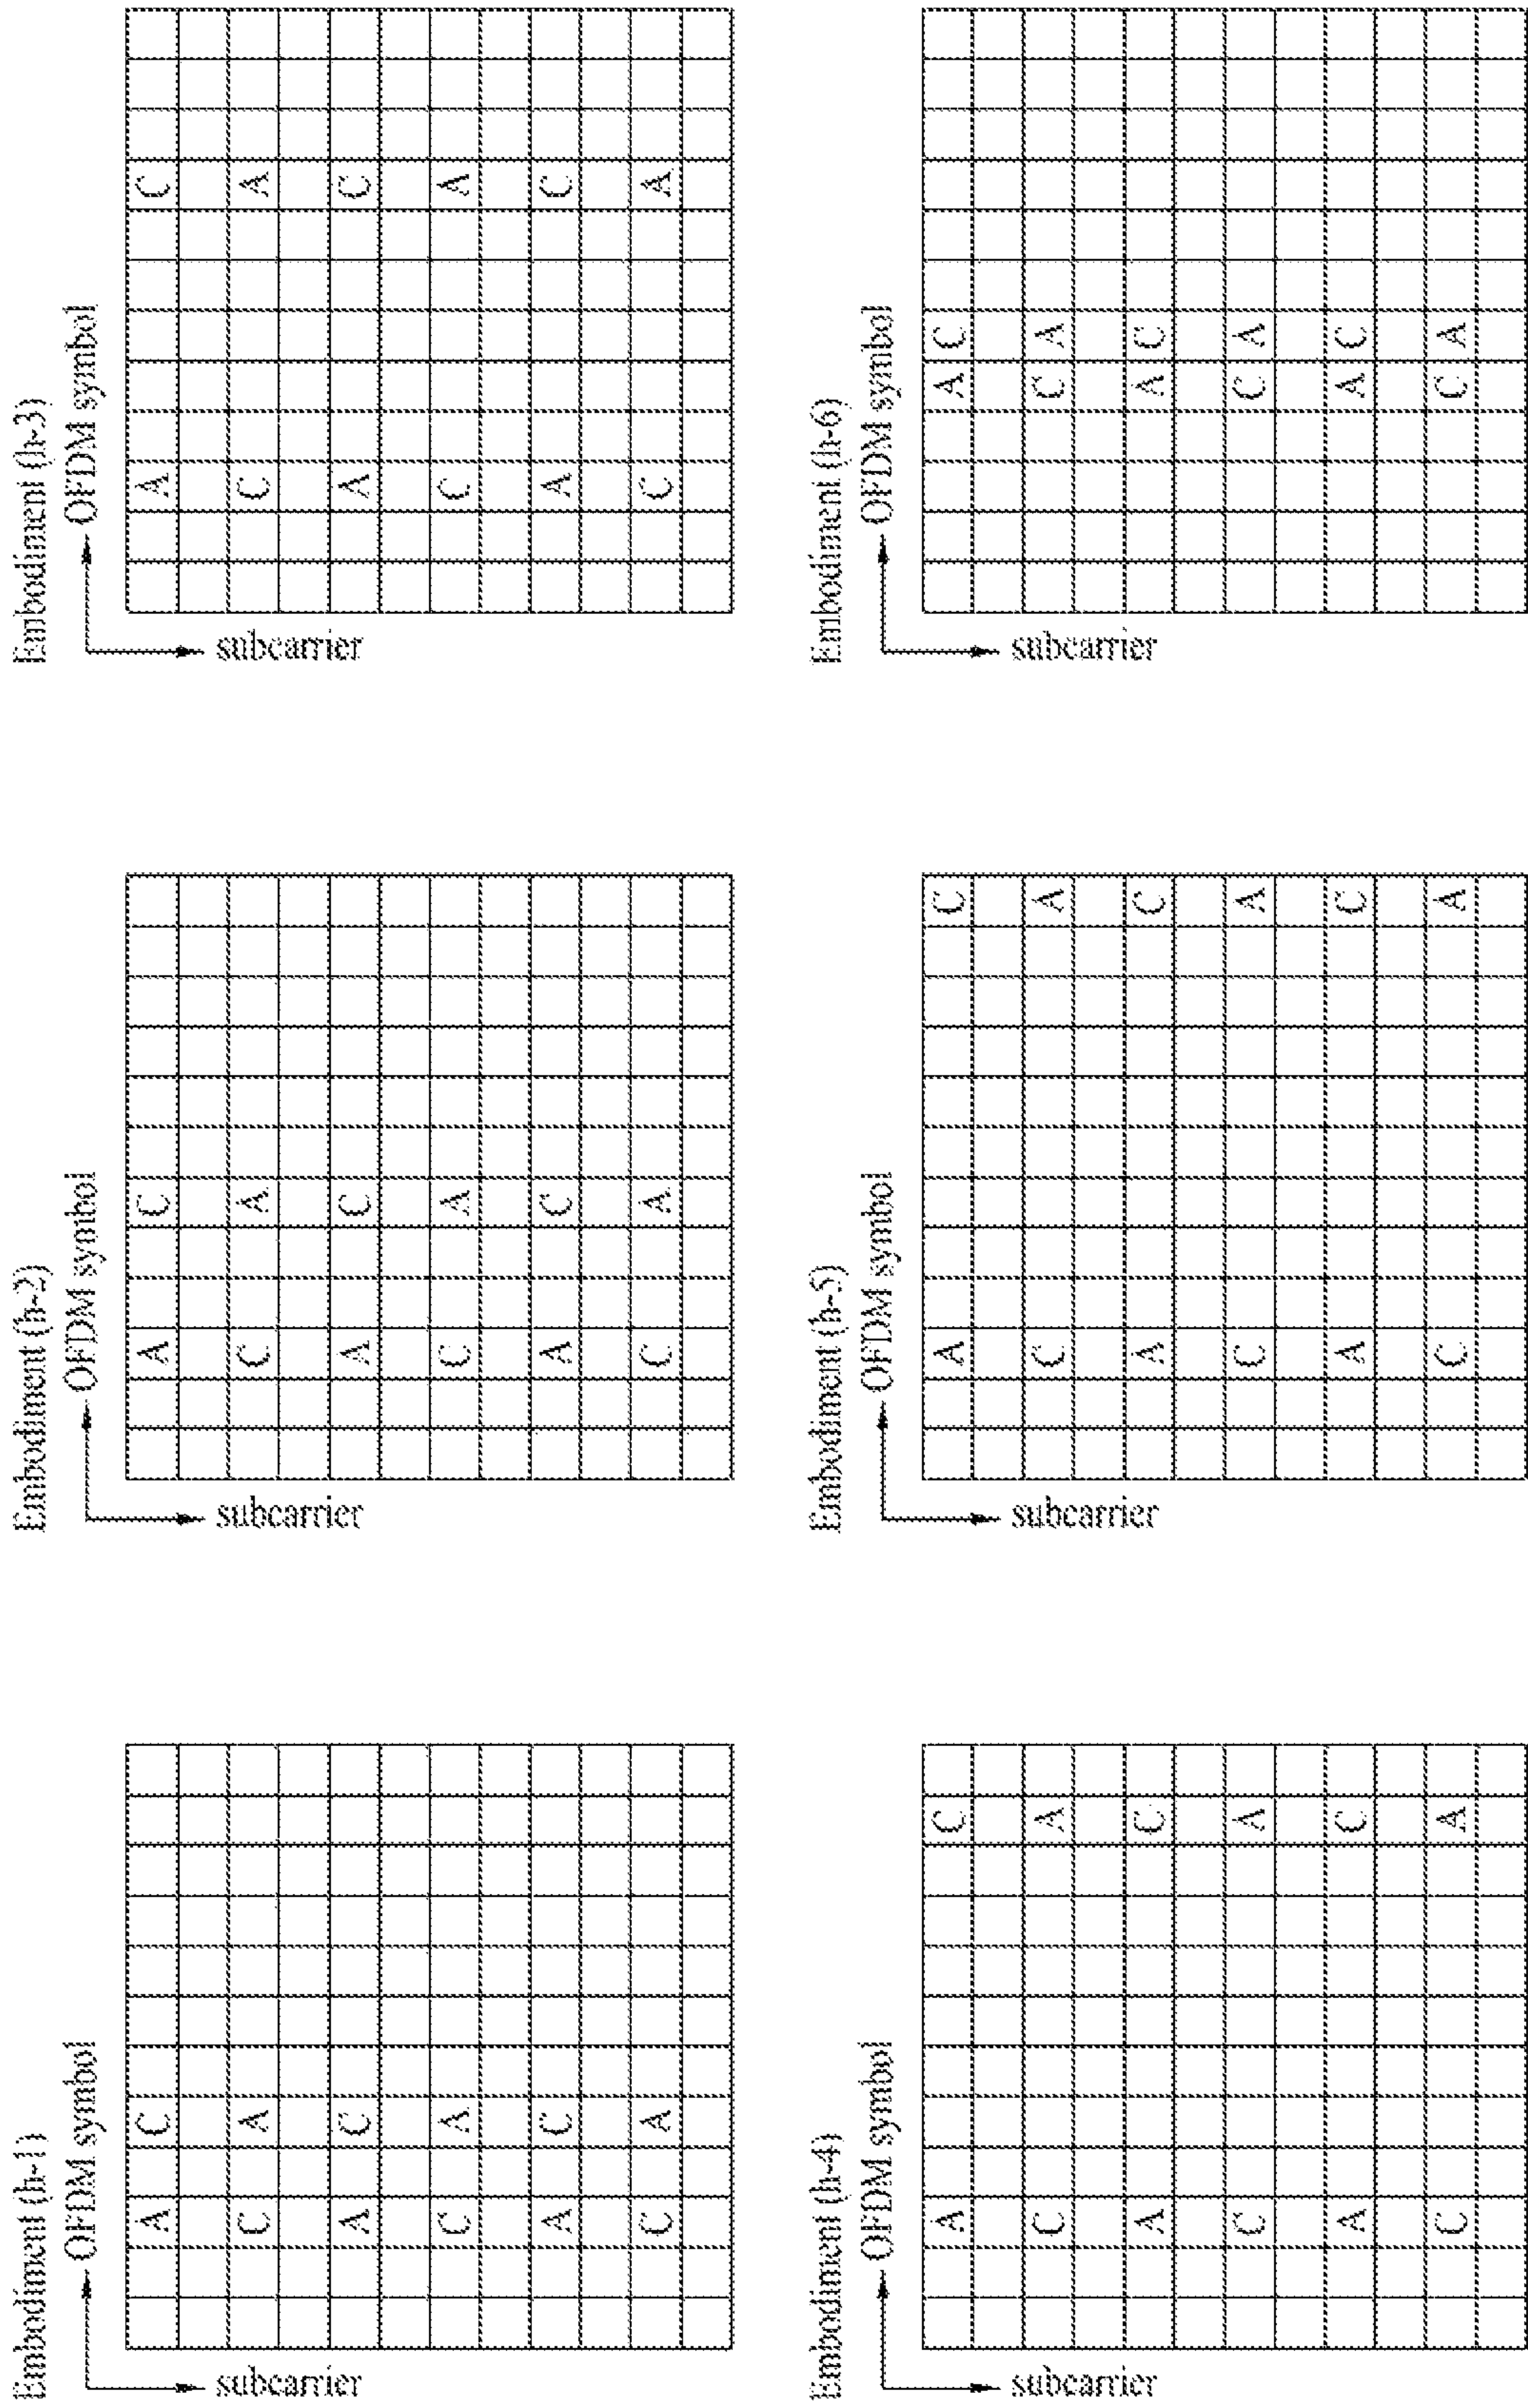 Embodiment (h-1)
OFDM symbol
subcarrier
A C
C A
A C
C A
A C
C A
Embodiment (h-2)
OFDM symbol
subcarrier
A C
C A
A C
C A
A C
C A
Embodiment (h-3)
OFDM symbol
subcarrier
A C
C A
A C
C A
A C
C A
Embodiment (h-4)
OFDM symbol
subcarrier
A C
C A
A C
C A
A C
C A
Embodiment (h-5)
OFDM symbol
subcarrier
A C
C A
A C
C A
A C
C A
Embodiment (h-6)
OFDM symbol
subcarrier
A C
C A
A C
C A
A C
C A